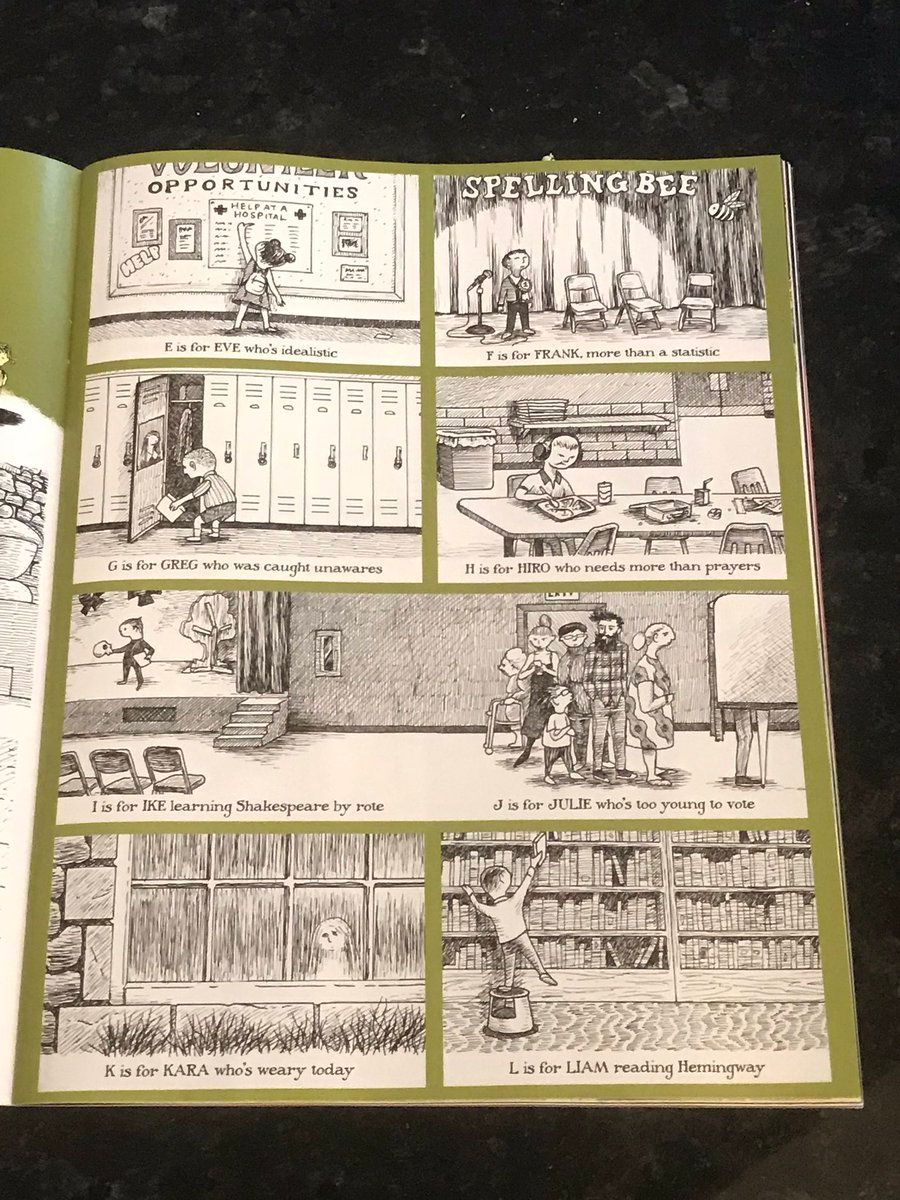 VOLUNTEER
OPPORTUNITIES
HELP AT A
HOSPITAL
HELP
E is for EVE who's idealistic
SPELLING BEE
F is for FRANK, more than a statistic
G is for GREG who was caught unawares
H is for HIRO who needs more than prayers
EXIT
I is for IKE learning Shakespeare by rote
J is for JULIE who's too young to vote
K is for KARA who's weary today
L is for LIAM reading Hemingway